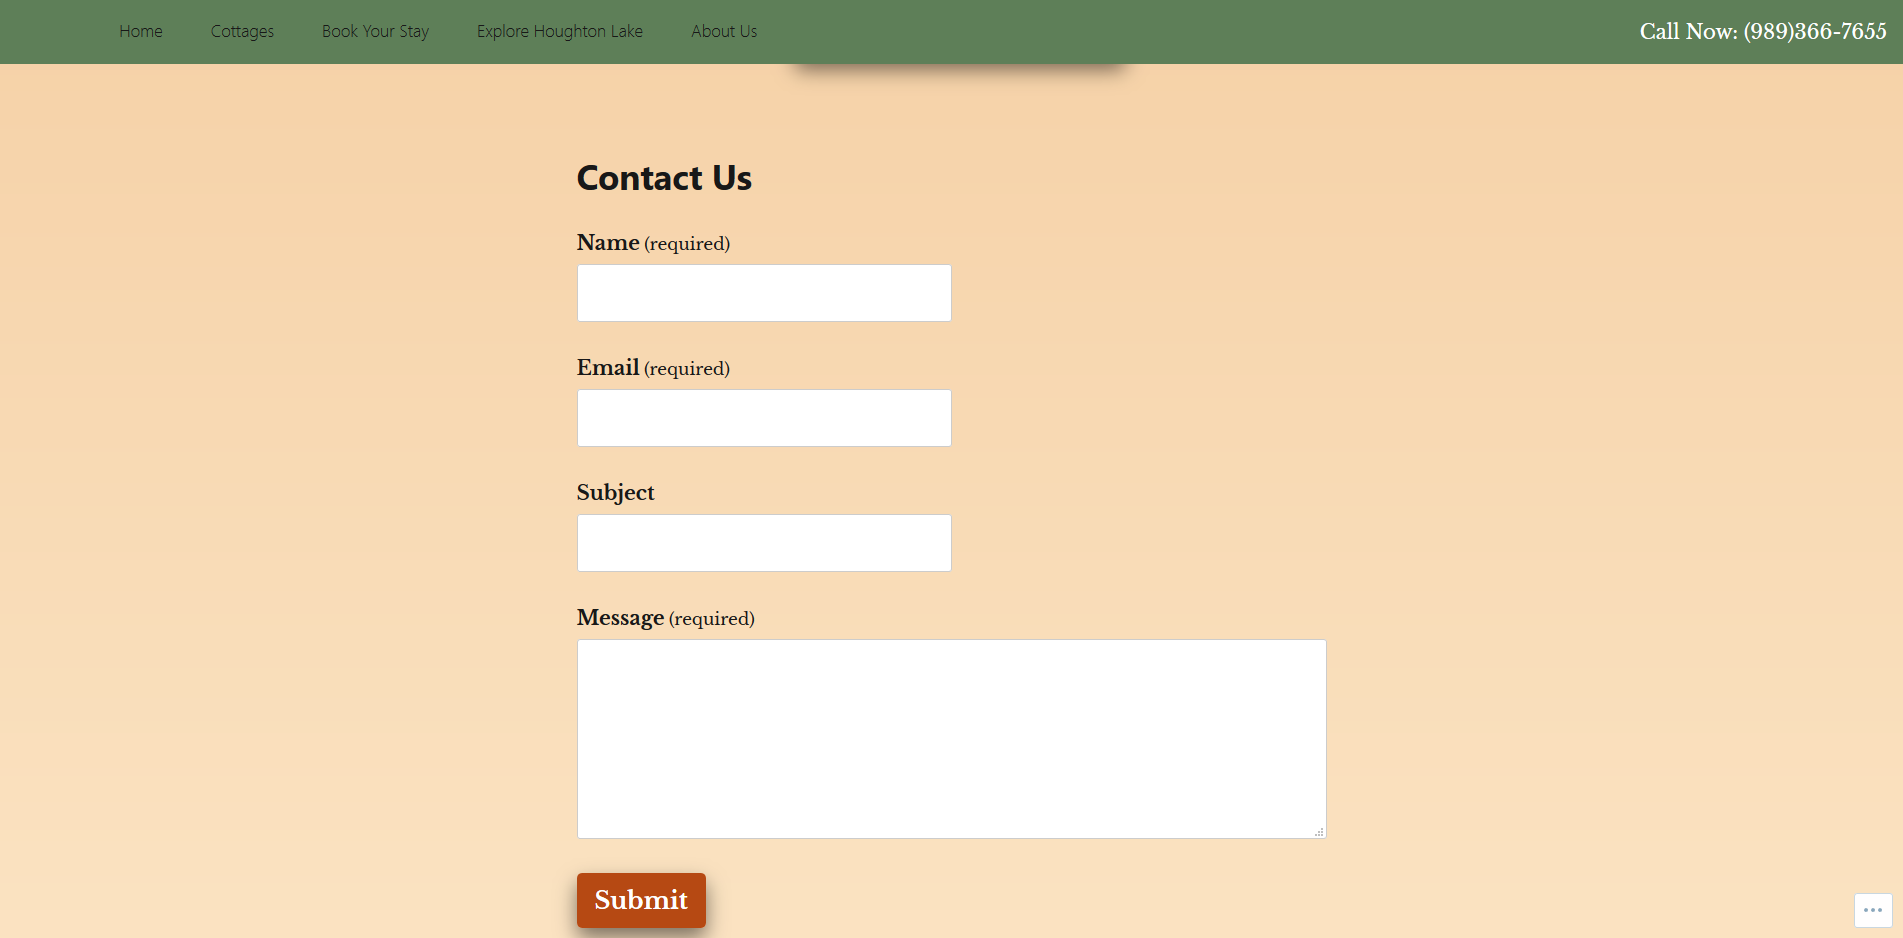 Home Cottages Book Your Stay Explore Houghton Lake About Us Call Now: (989)366-7655
Contact Us
Name (required)
Email (required)
Subject
Message (required)
Submit